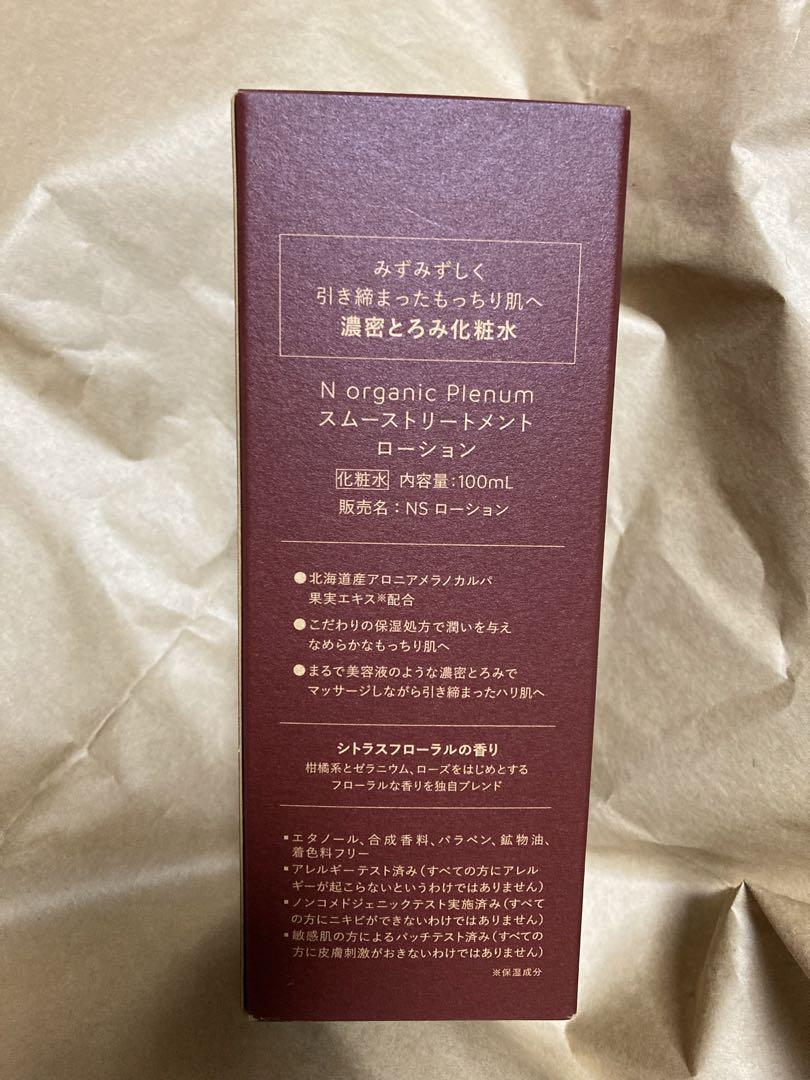 みずみずしく
引き締まったもっちり肌へ
濃密とろみ化粧水
N organic Plenum
スムーストリートメント
ローション
化粧水 内容量:100mL
販売名:NS ローション
●北海道産アロニアメラノカルパ
果実エキス※配合
●こだわりの保湿処方で潤いを与え
なめらかなもっちり肌へ
●まるで美容液のような濃密とろみで
マッサージしながら引き締まったハリ肌へ
シトラスフローラルの香り
柑橘系とゼラニウム、ローズをはじめとする
フローラルな香りを独自ブレンド
▪エタノール、合成香料、パラベン、鉱物油、
着色料フリー
▪アレルギーテスト済み(すべての方にアレル
ギーが起こらないというわけではありません)
▪ノンコメドジェニックテスト実施済み(すべて
の方にニキビができないわけではありません)
▪敏感肌の方によるパッチテスト済み(すべての
方に皮膚刺激がおきないわけではありません)
※保湿成分